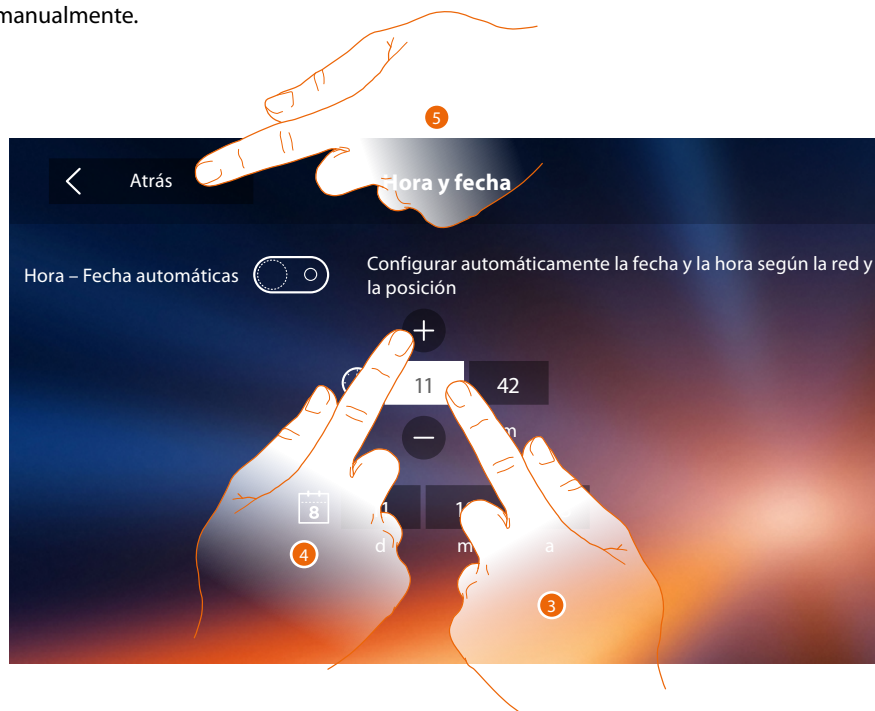 manualmente.
5
Atrás
Hora y fecha
Hora – Fecha automáticas
Configurar automáticamente la fecha y la hora según la red y
la posición
+
11 42
–
m
8
d m a
4
3